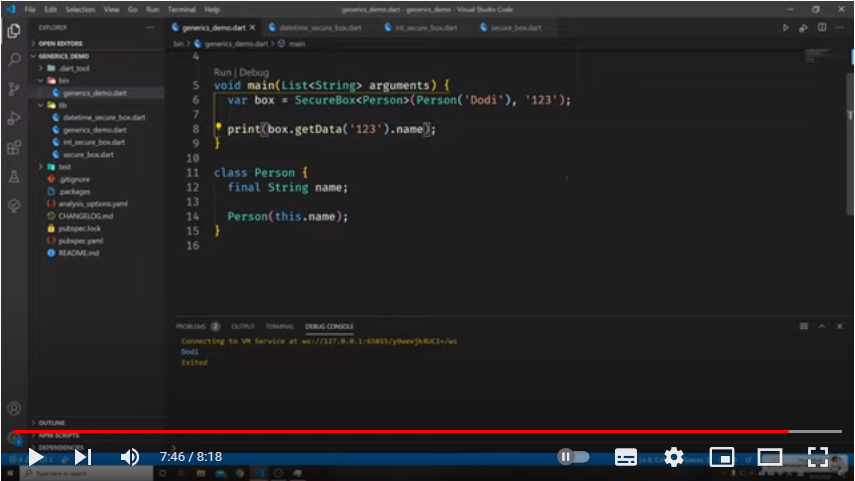 File Edit Selection View Go Run Terminal Help
generics_demo.dart - generics_demo - Visual Studio Code
EXPLORER
OPEN EDITORS
GENERICS_DEMO
.dart_tool
bin
generics_demo.dart
lib
datetime_secure_box.dart
generics_demo.dart
int_secure_box.dart
secure_box.dart
test
.gitignore
.packages
analysis_options.yaml
CHANGELOG.md
pubspec.lock
pubspec.yaml
README.md
OUTLINE
NPM SCRIPTS
DEPENDENCIES
generics_demo.dart
datetime_secure_box.dart
int_secure_box.dart
secure_box.dart
bin > generics_demo.dart > main
4
Run | Debug
5 void main(List<String> arguments) {
6 var box = SecureBox<Person>(Person('Dodi'), '123');
7
8 print(box.getData('123').name);
9 }
10
11 class Person {
12 final String name;
13
14 Person(this.name);
15 }
16
PROBLEMS 2 OUTPUT TERMINAL DEBUG CONSOLE
Connecting to VM Service at ws://127.0.0.1:65015/y9wevjk4UCI=/ws
Dodi
Exited
7:46 / 8:18
Type here to search